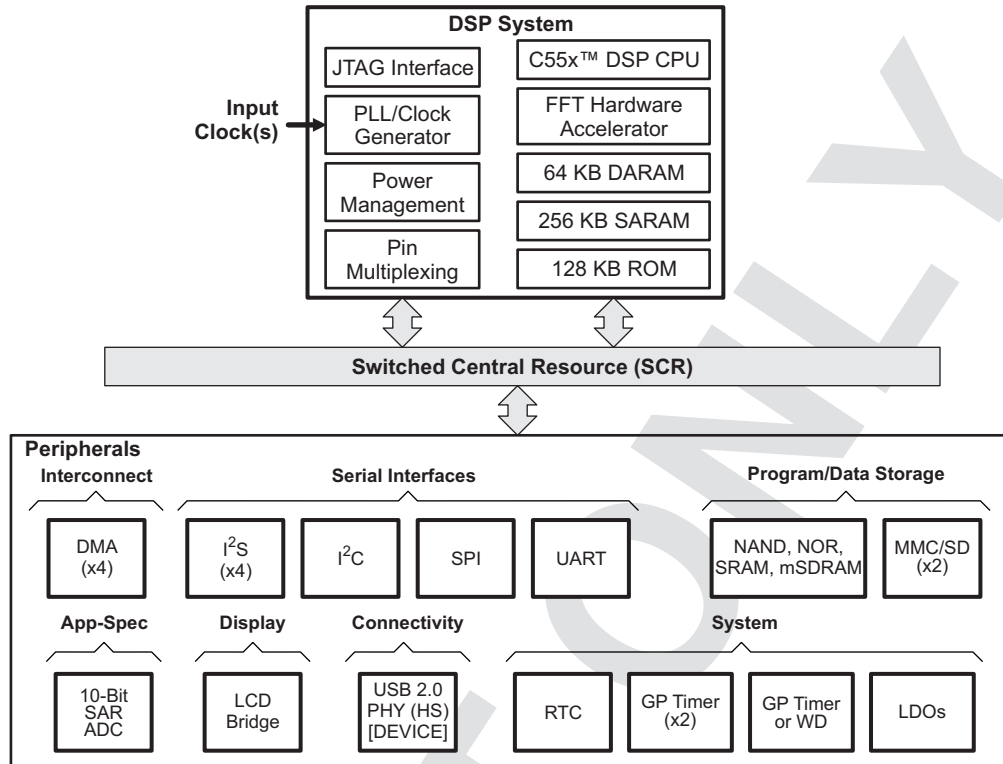 DSP System
JTAG Interface
C55x™ DSP CPU
Input
Clock(s)
PLL/Clock
Generator
FFT Hardware
Accelerator
Power
Management
64 KB DARAM
256 KB SARAM
Pin
Multiplexing
128 KB ROM
Switched Central Resource (SCR)
Peripherals
Interconnect
Serial Interfaces
Program/Data Storage
DMA
(x4)
I²S
(x4)
I²C
SPI
UART
NAND, NOR,
SRAM, mSDRAM
MMC/SD
(x2)
App-Spec
Display
Connectivity
System
10-Bit
SAR
ADC
LCD
Bridge
USB 2.0
PHY (HS)
[DEVICE]
RTC
GP Timer
(x2)
GP Timer
or WD
LDOs
ONLY